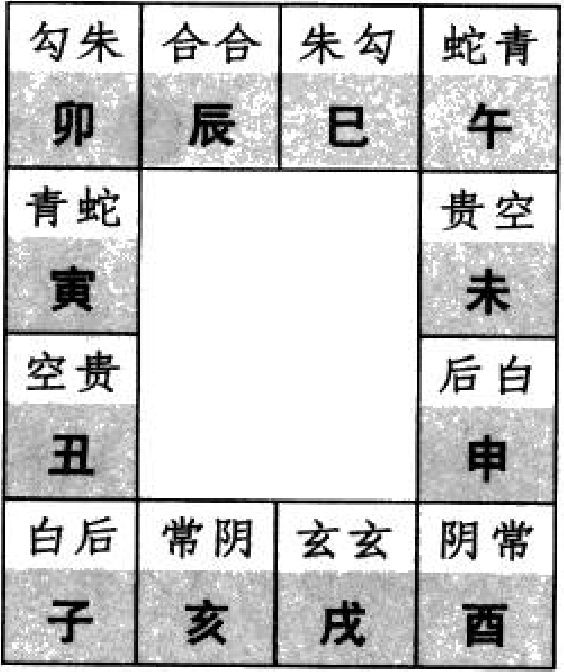 勾朱 合合 朱勾 蛇青
卯 辰 巳 午
青蛇 贵空
寅 未
空贵 后白
丑 申
白后 常阴 玄玄 阴常
子 亥 戌 酉